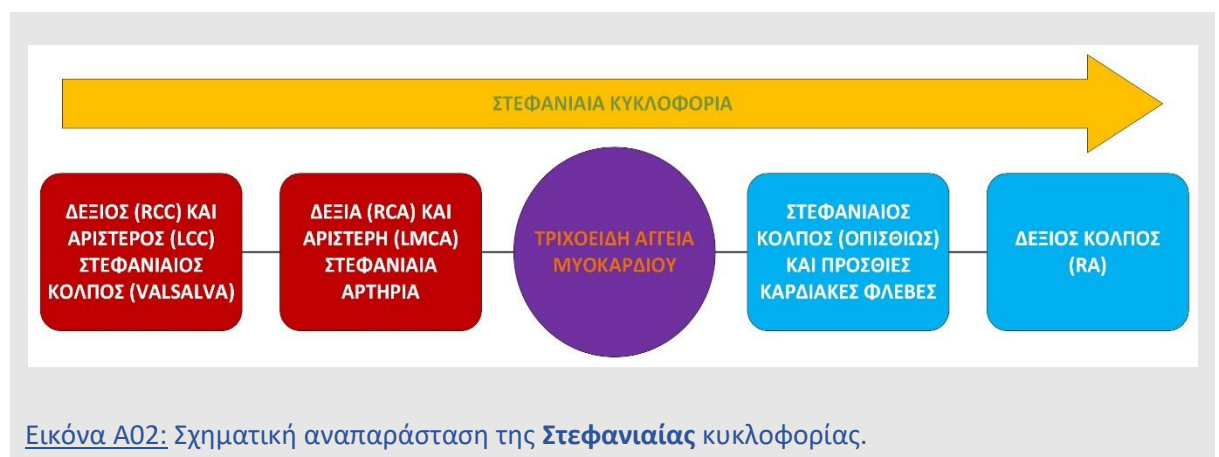 ΣΤΕΦΑΝΙΑΙΑ ΚΥΚΛΟΦΟΡΙΑ
ΔΕΞΙΟΣ (RCC) ΚΑΙ
ΑΡΙΣΤΕΡΟΣ (LCC)
ΣΤΕΦΑΝΙΑΙΟΣ
ΚΟΛΠΟΣ (VALSALVA)
ΔΕΞΙΑ (RCA) ΚΑΙ
ΑΡΙΣΤΕΡΗ (LMCA)
ΣΤΕΦΑΝΙΑΙΑ
ΑΡΤΗΡΙΑ
ΤΡΙΧΟΕΙΔΗ ΑΓΓΕΙΑ
ΜΥΟΚΑΡΔΙΟΥ
ΣΤΕΦΑΝΙΑΙΟΣ
ΚΟΛΠΟΣ (ΟΠΙΣΘΙΩΣ)
ΚΑΙ ΠΡΟΣΘΙΕΣ
ΚΑΡΔΙΑΚΕΣ ΦΛΕΒΕΣ
ΔΕΞΙΟΣ ΚΟΛΠΟΣ
(RA)
Εικόνα Α02: Σχηματική αναπαράσταση της Στεφανιαίας κυκλοφορίας.